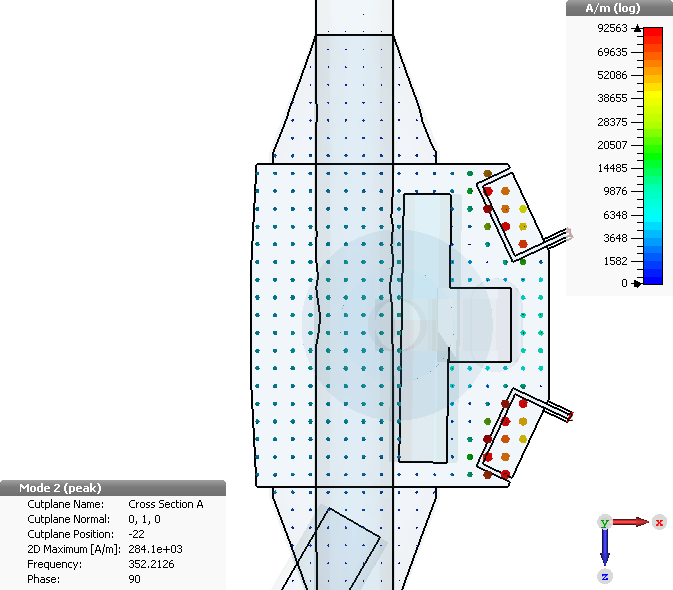 A/m (log)
92563
69635
52086
38655
28375
20507
14485
9876
6348
3648
1582
0
Mode 2 (peak)
Cutplane Name: Cross Section A
Cutplane Normal: 0, 1, 0
Cutplane Position: -22
2D Maximum [A/m]: 284.1e+03
Frequency: 352.2126
Phase: 90
y x
z